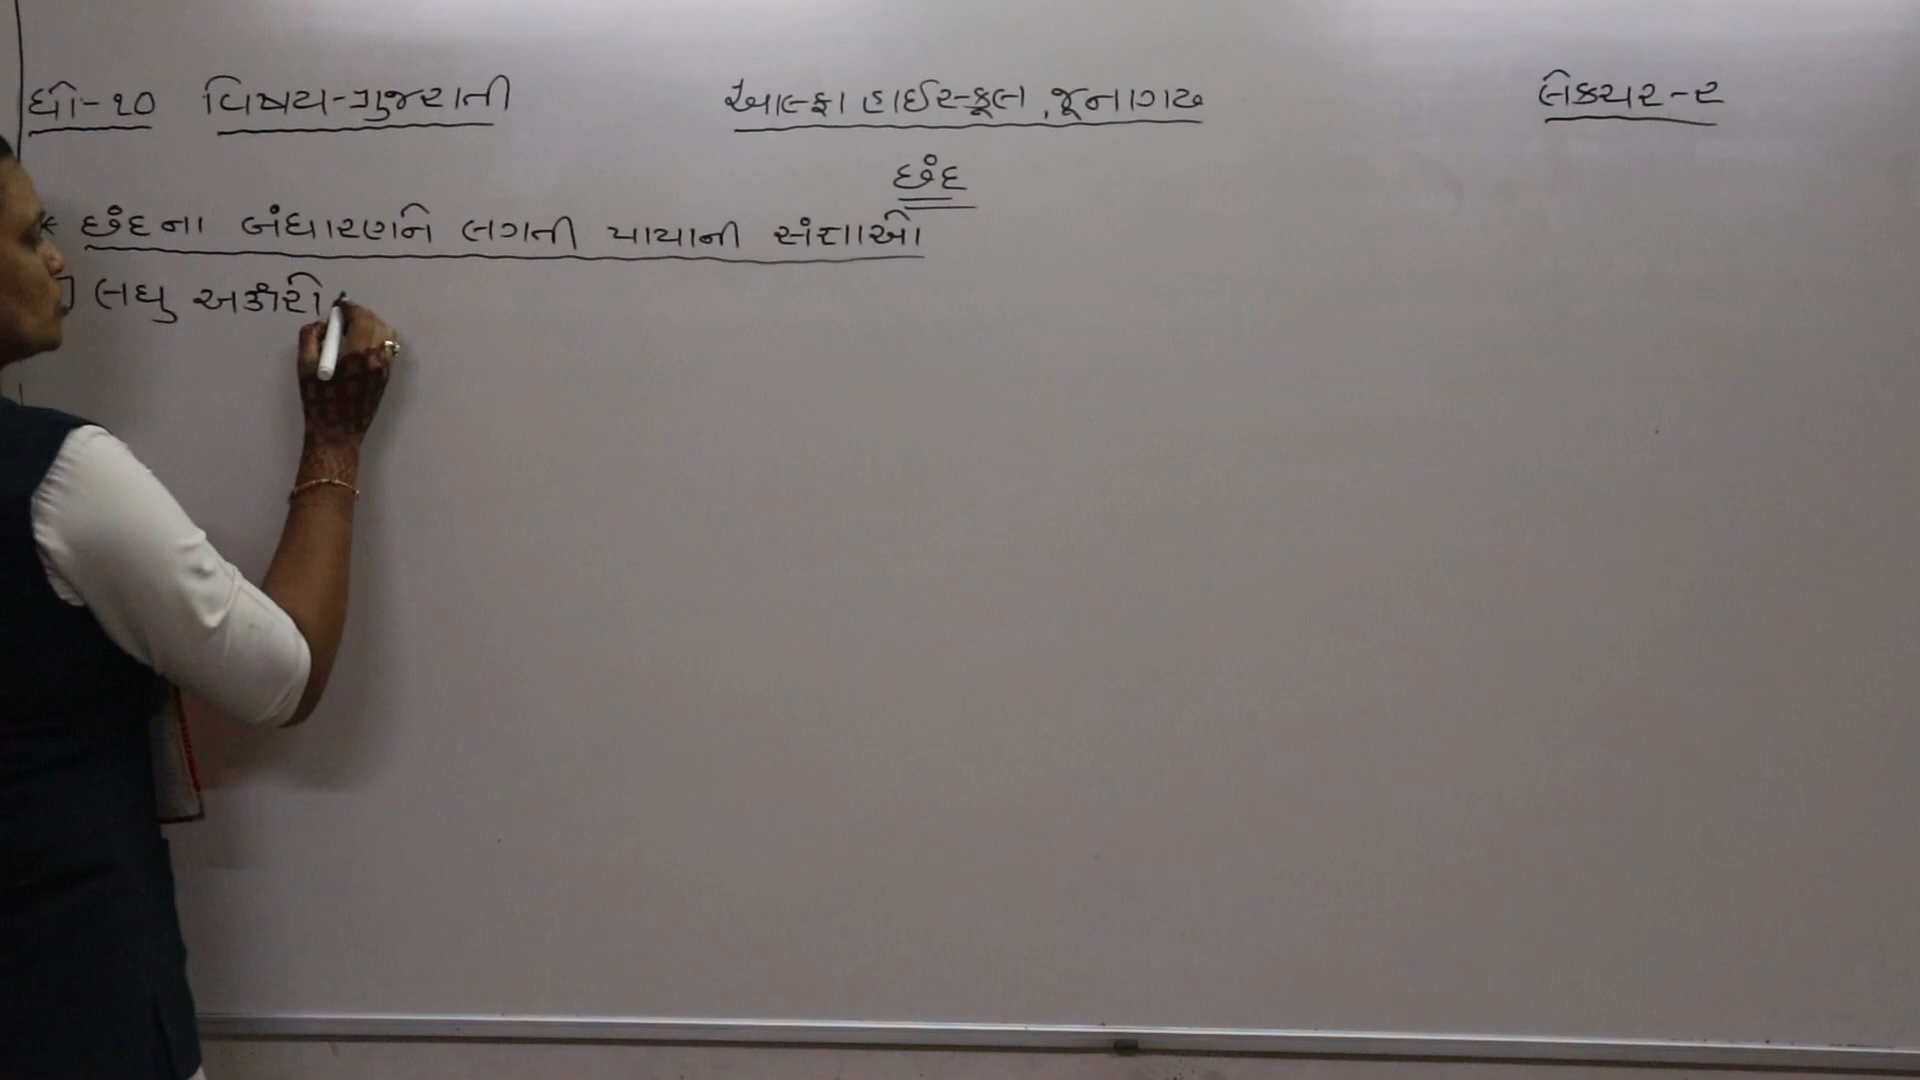 ધો-૧૦ વિષય-ગુજરાતી આલ્ફા હાઈસ્કૂલ,જૂનાગઢ લેક્ચર-૨
છંદ
* છંદના બંધારણને લગતી પાયાની સંજ્ઞાઓ
] લઘુ અક્ષરો